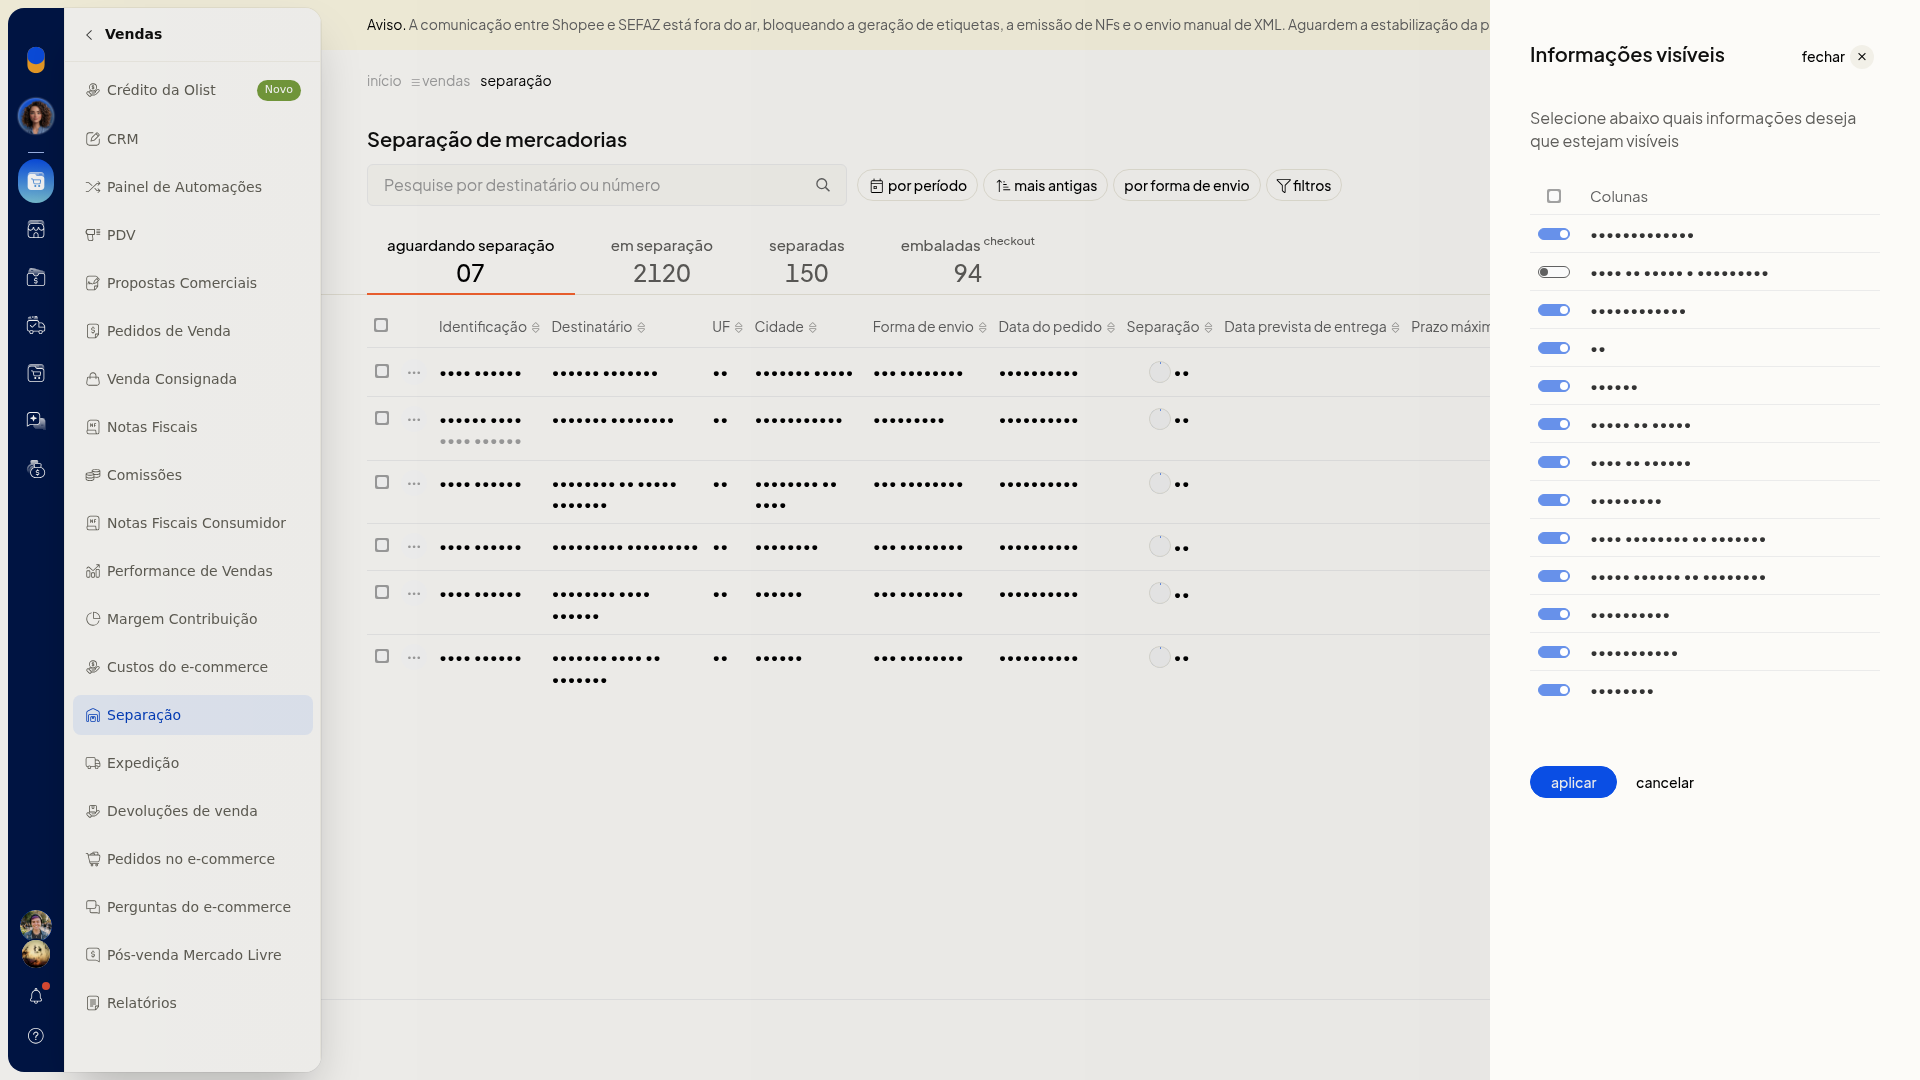 Vendas
Crédito da Olist
Novo
CRM
Painel de Automações
PDV
Propostas Comerciais
Pedidos de Venda
Venda Consignada
Notas Fiscais
Comissões
Notas Fiscais Consumidor
Performance de Vendas
Margem Contribuição
Custos do e-commerce
Separação
Expedição
Devoluções de venda
Pedidos no e-commerce
Perguntas do e-commerce
Pós-venda Mercado Livre
Relatórios
Aviso. A comunicação entre Shopee e SEFAZ está fora do ar, bloqueando a geração de etiquetas, a emissão de NFs e o envio manual de XML. Aguardem a estabilização da p
início vendas separação
Separação de mercadorias
Pesquise por destinatário ou número
por período
mais antigas
por forma de envio
filtros
aguardando separação
07
em separação
2120
separadas
150
embaladas checkout
94
Identificação Destinatário UF Cidade Forma de envio Data do pedido Separação Data prevista de entrega Prazo máxim
Informações visíveis
fechar
Selecione abaixo quais informações deseja
que estejam visíveis
Colunas
aplicar
cancelar